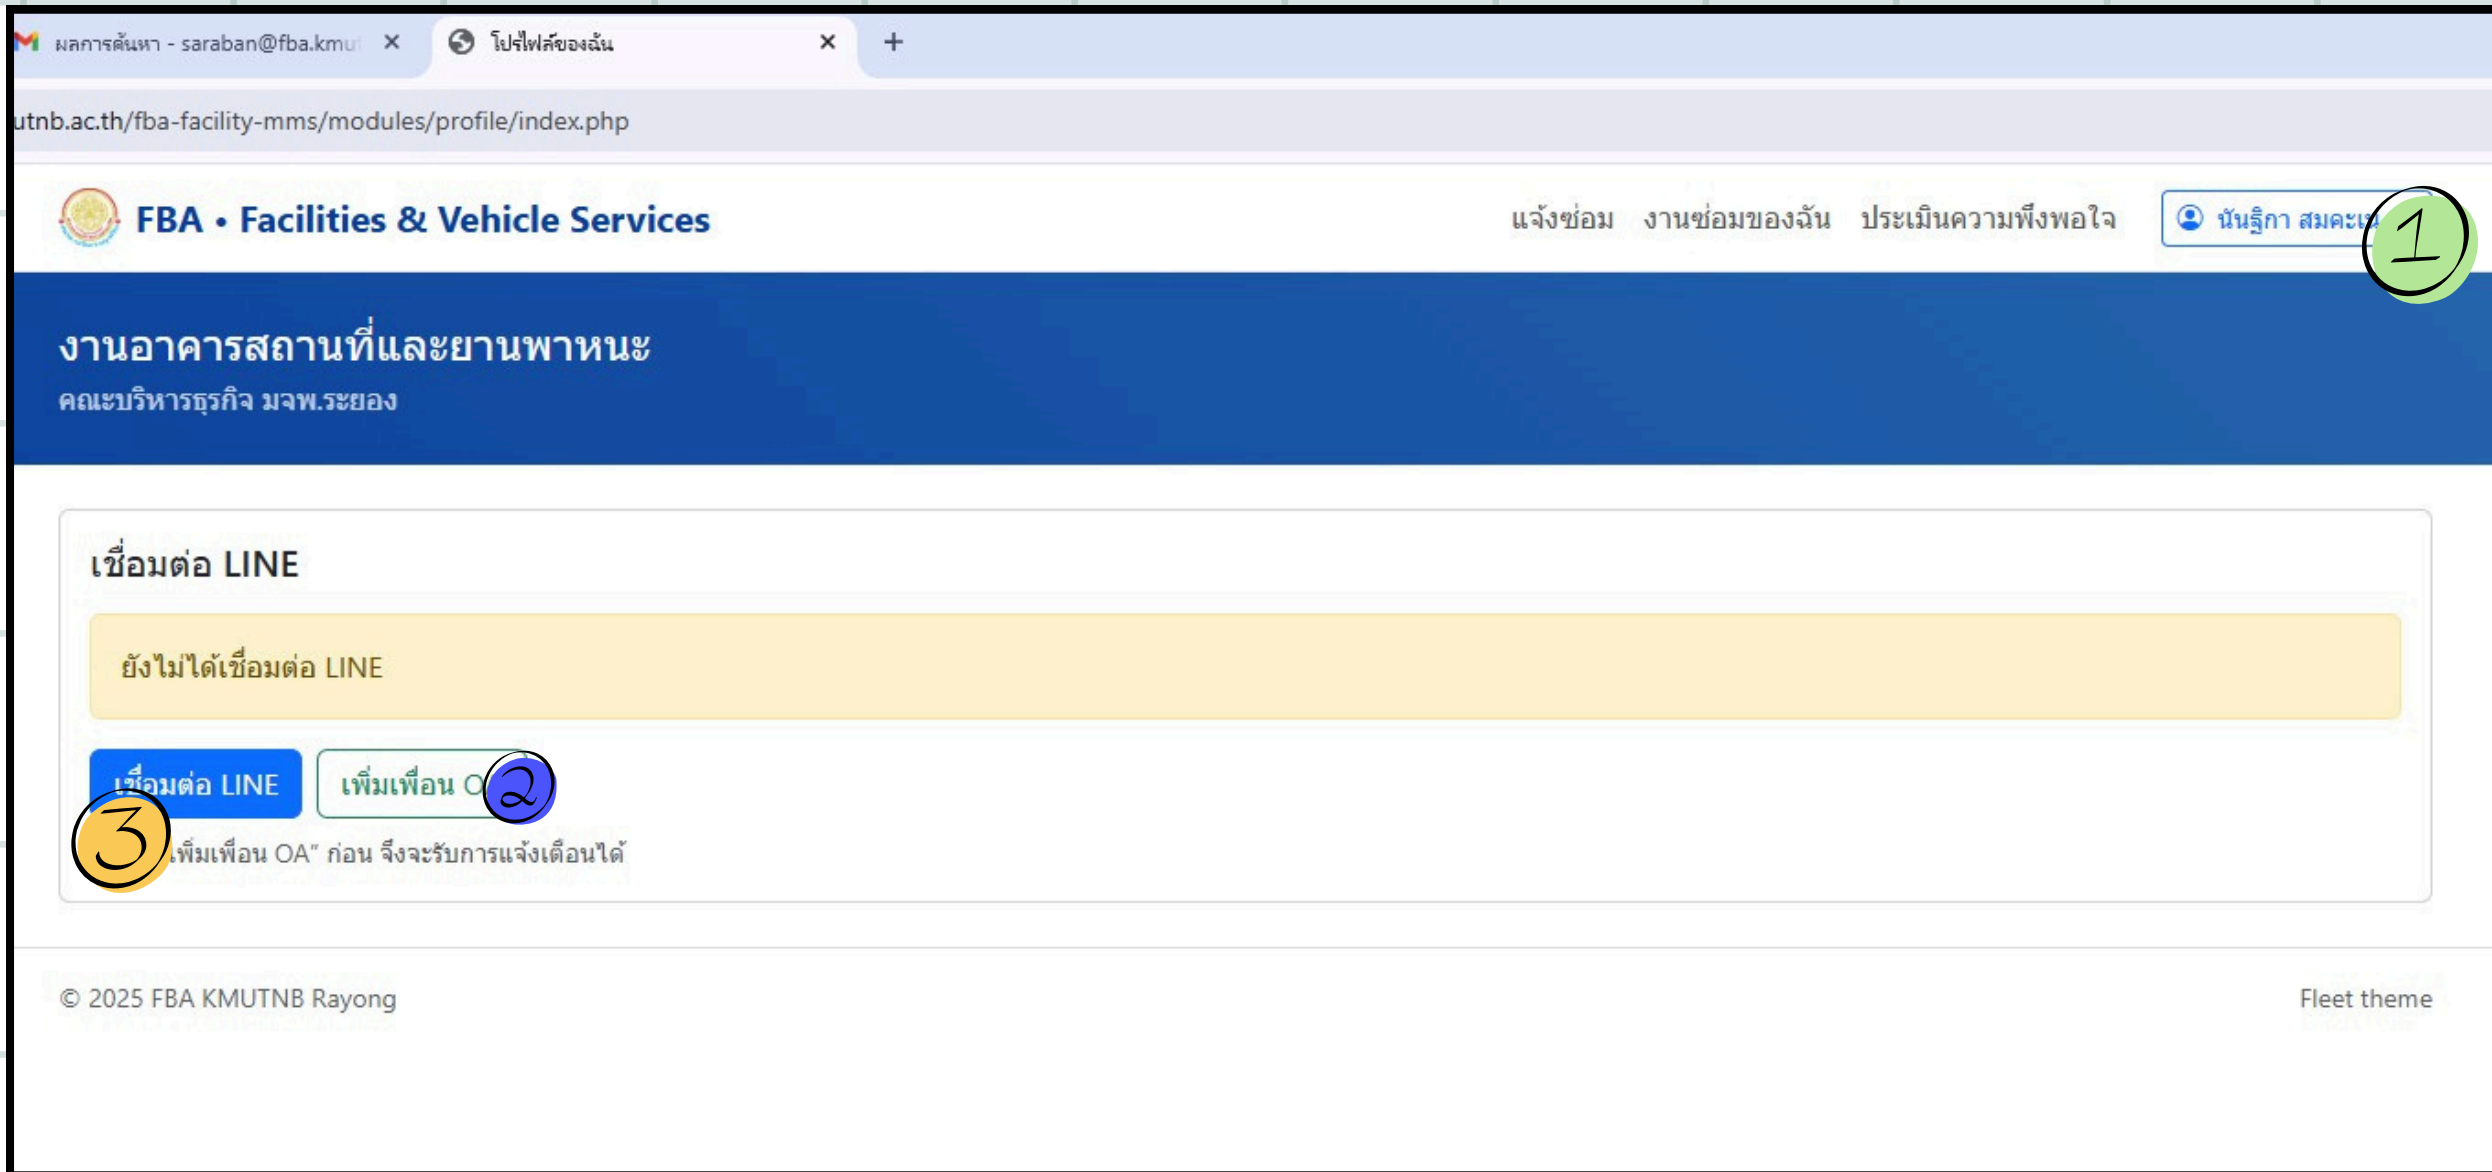 ผลการค้นหา - saraban@fba.kmut
โปรไฟล์ของฉัน
utnb.ac.th/fba-facility-mms/modules/profile/index.php
FBA • Facilities & Vehicle Services
แจ้งซ่อม งานซ่อมของฉัน ประเมินความพึงพอใจ นันฐิกา
1
งานอาคารสถานที่และยานพาหนะ
คณะบริหารธุรกิจ มจพ.ระยอง
เชื่อมต่อ LINE
ยังไม่ได้เชื่อมต่อ LINE
เชื่อมต่อ LINE เพิ่มเพื่อน
2
3
เพิ่มเพื่อน OA" ก่อน จึงจะรับการแจ้งเตือนได้
© 2025 FBA KMUTNB Rayong
Fleet theme